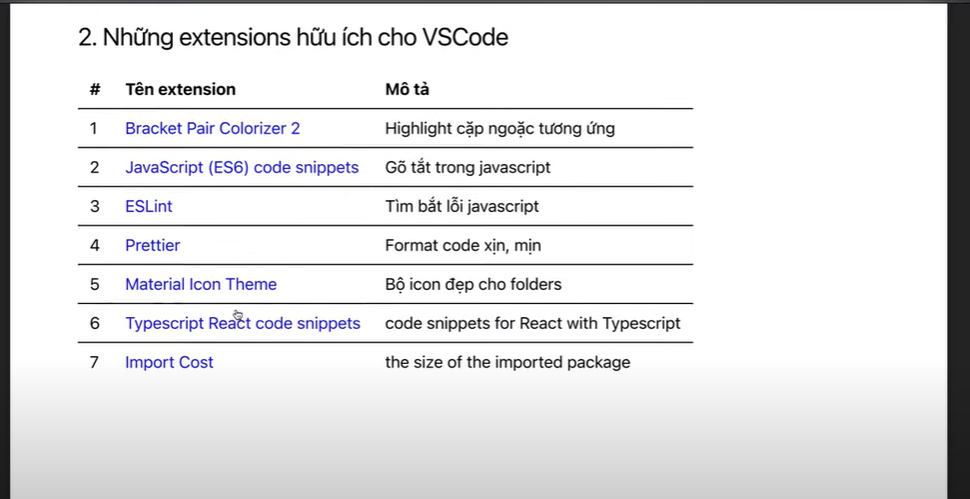 2. Những extensions hữu ích cho VSCode
# Tên extension Mô tả
1 Bracket Pair Colorizer 2 Highlight cặp ngoặc tương ứng
2 JavaScript (ES6) code snippets Gõ tắt trong javascript
3 ESLint Tìm bắt lỗi javascript
4 Prettier Format code xịn, mịn
5 Material Icon Theme Bộ icon đẹp cho folders
6 Typescript React code snippets code snippets for React with Typescript
7 Import Cost the size of the imported package